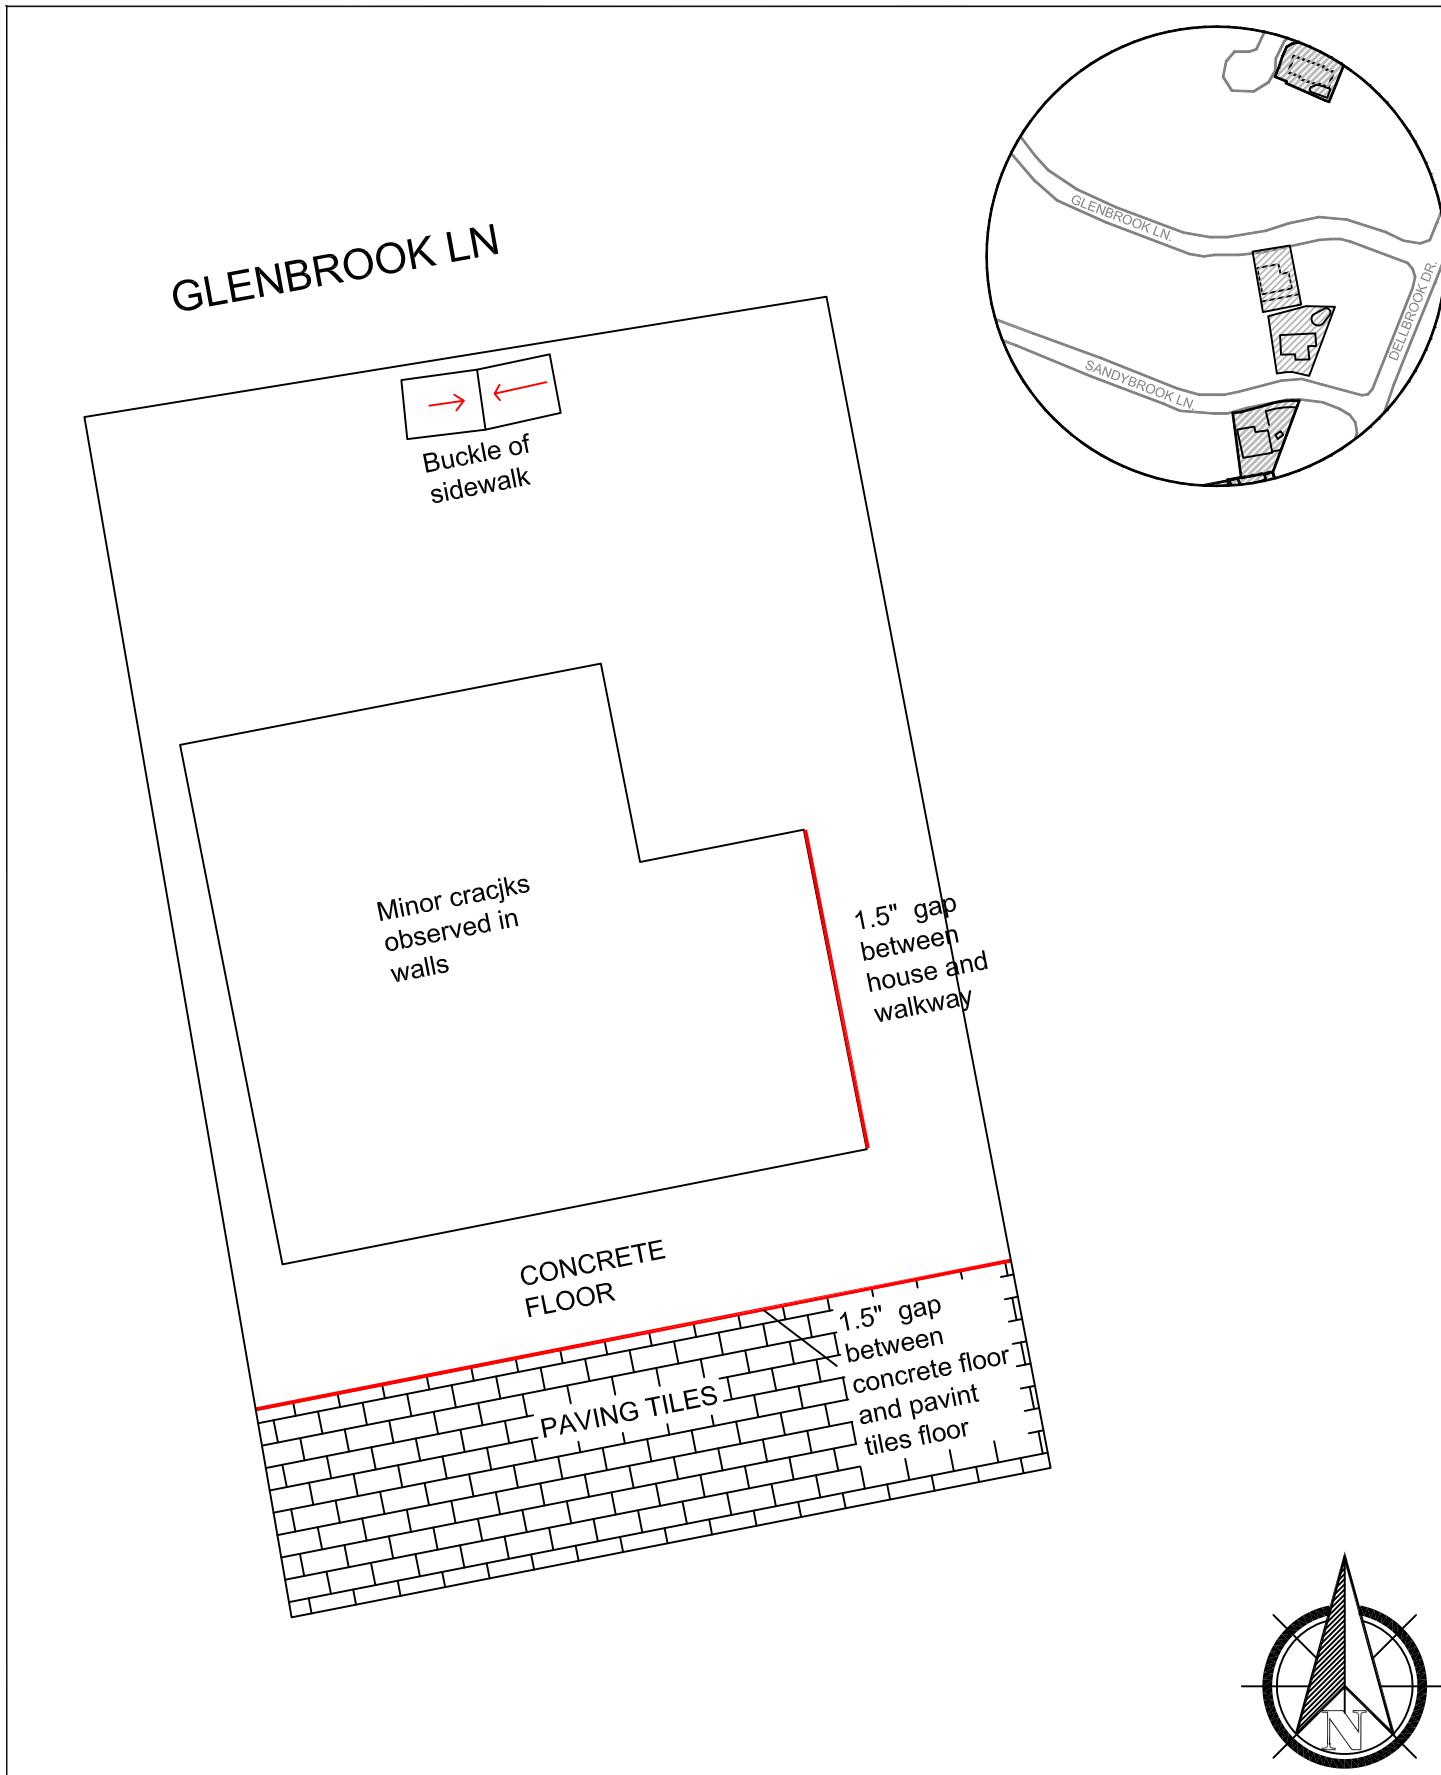 GLENBROOK LN
GLENBROOK LN.
SANDYBROOK LN.
DELLBROOK DR.
Buckle of
sidewalk
Minor cracjks
observed in
walls
1.5" gap
between
house and
walkway
CONCRETE
FLOOR
PAVING TILES
1.5" gap
between
concrete floor
and pavint
tiles floor
N